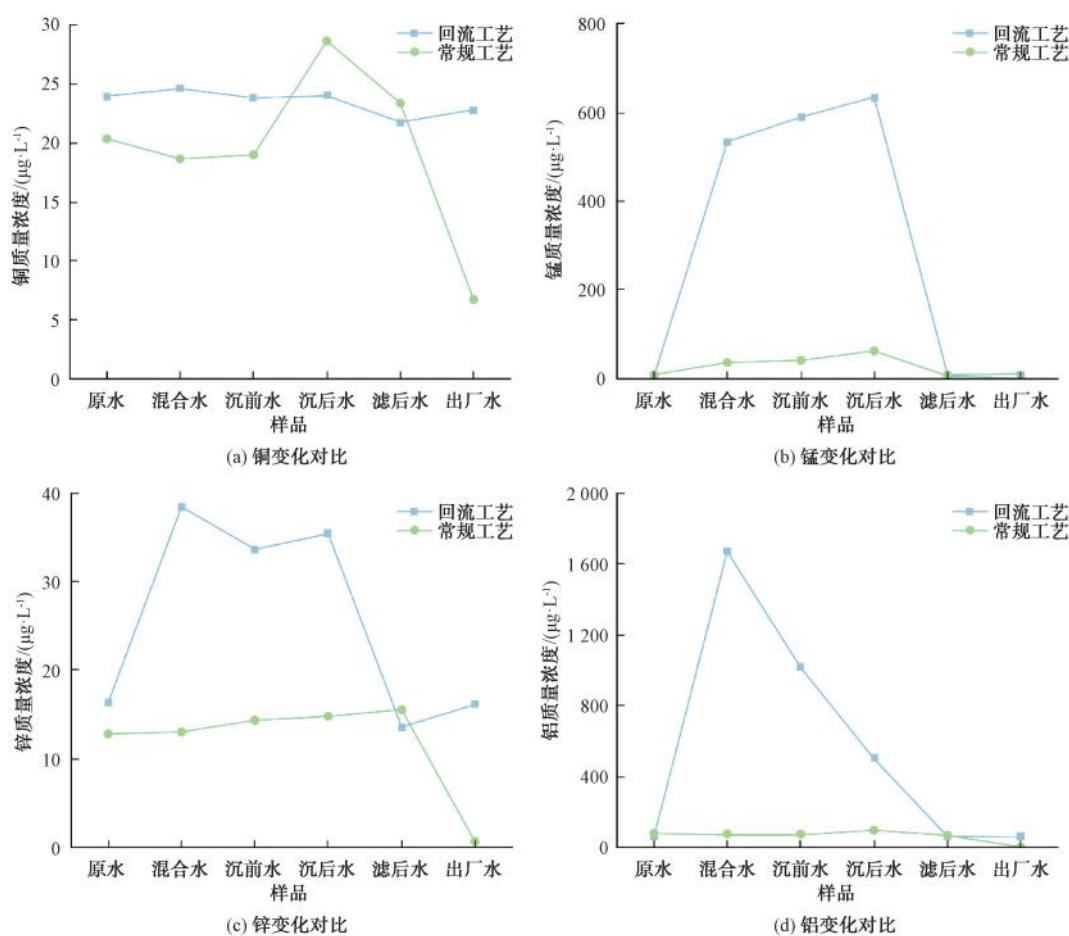 30
25
20
15
10
5
0
铜质量浓度/(μg·L⁻¹)
回流工艺
常规工艺
原水 混合水 沉前水 沉后水 滤后水 出厂水
样品
(a) 铜变化对比
800
600
400
200
0
锰质量浓度/(μg·L⁻¹)
回流工艺
常规工艺
原水 混合水 沉前水 沉后水 滤后水 出厂水
样品
(b) 锰变化对比
40
30
20
10
0
锌质量浓度/(μg·L⁻¹)
回流工艺
常规工艺
原水 混合水 沉前水 沉后水 滤后水 出厂水
样品
(c) 锌变化对比
2 000
1 600
1 200
800
400
0
铝质量浓度/(μg·L⁻¹)
回流工艺
常规工艺
原水 混合水 沉前水 沉后水 滤后水 出厂水
样品
(d) 铝变化对比